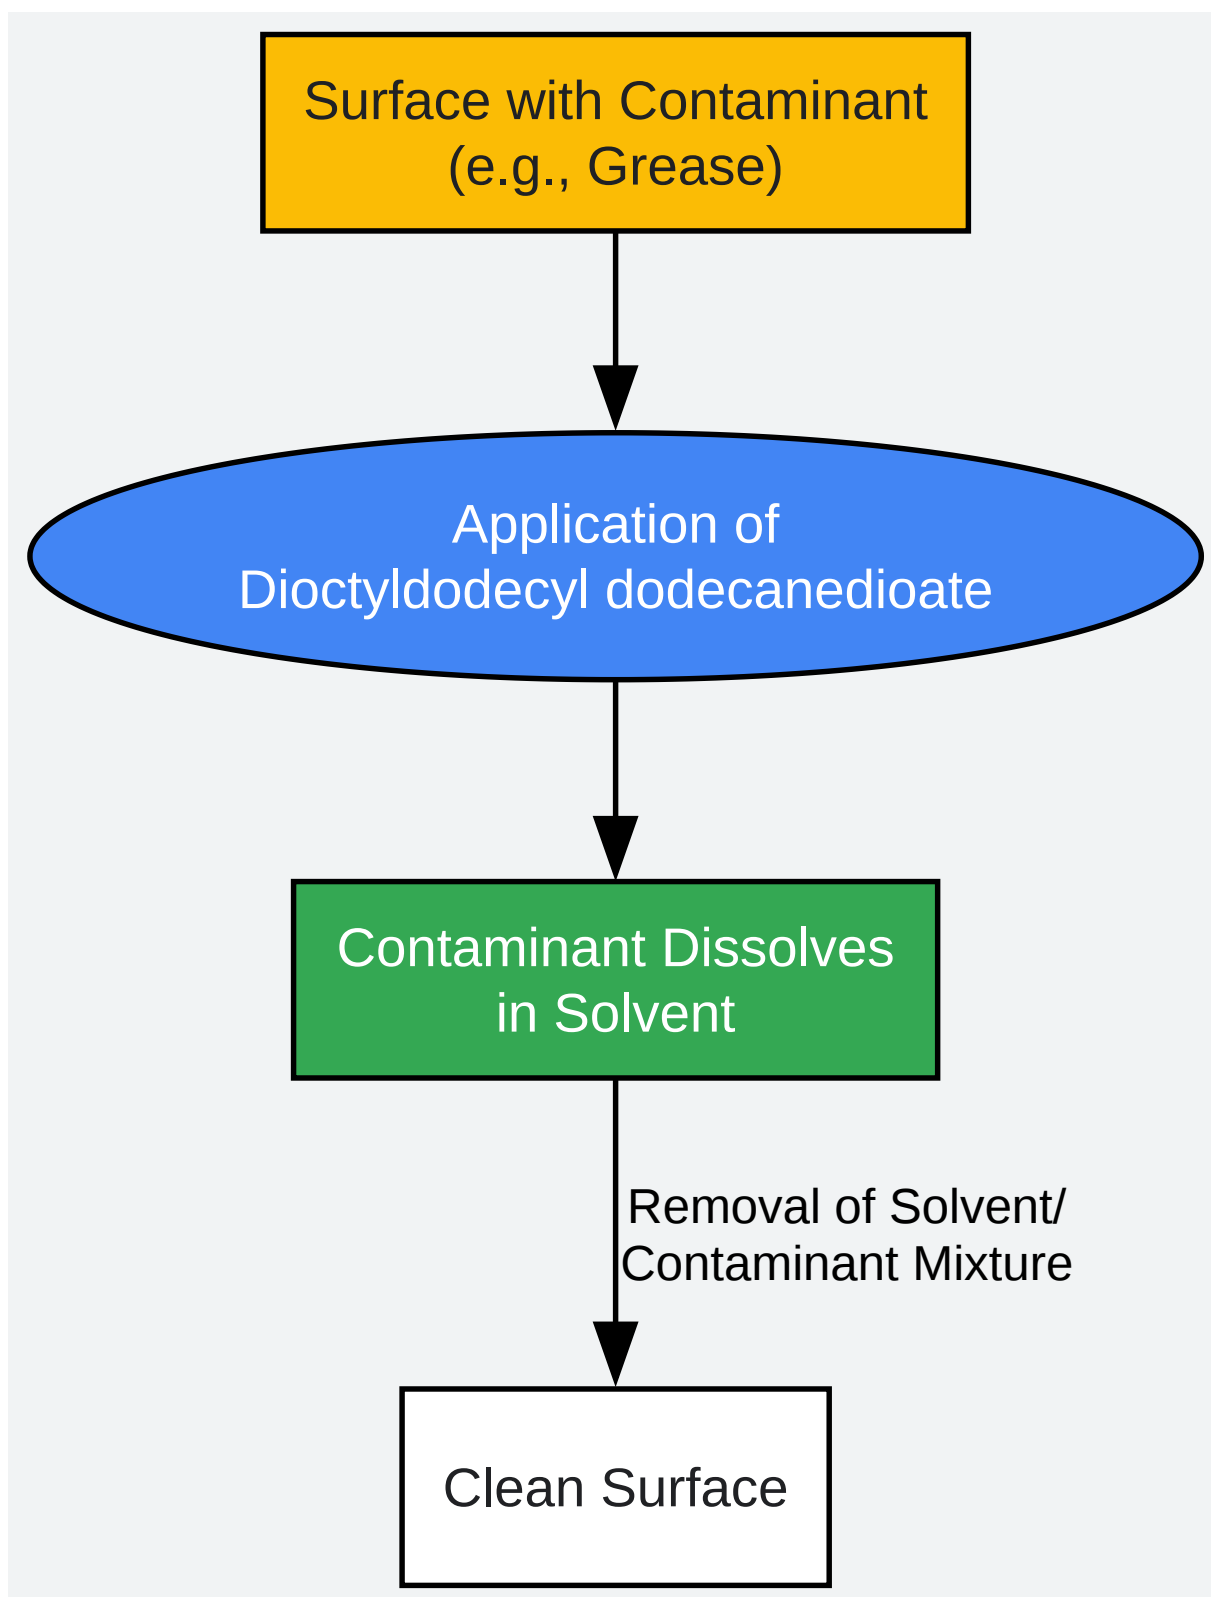 Surface with Contaminant
(e.g., Grease)
Application of
Dioctyldodecyl dodecanedioate
Contaminant Dissolves
in Solvent
Removal of Solvent/
Contaminant Mixture
Clean Surface